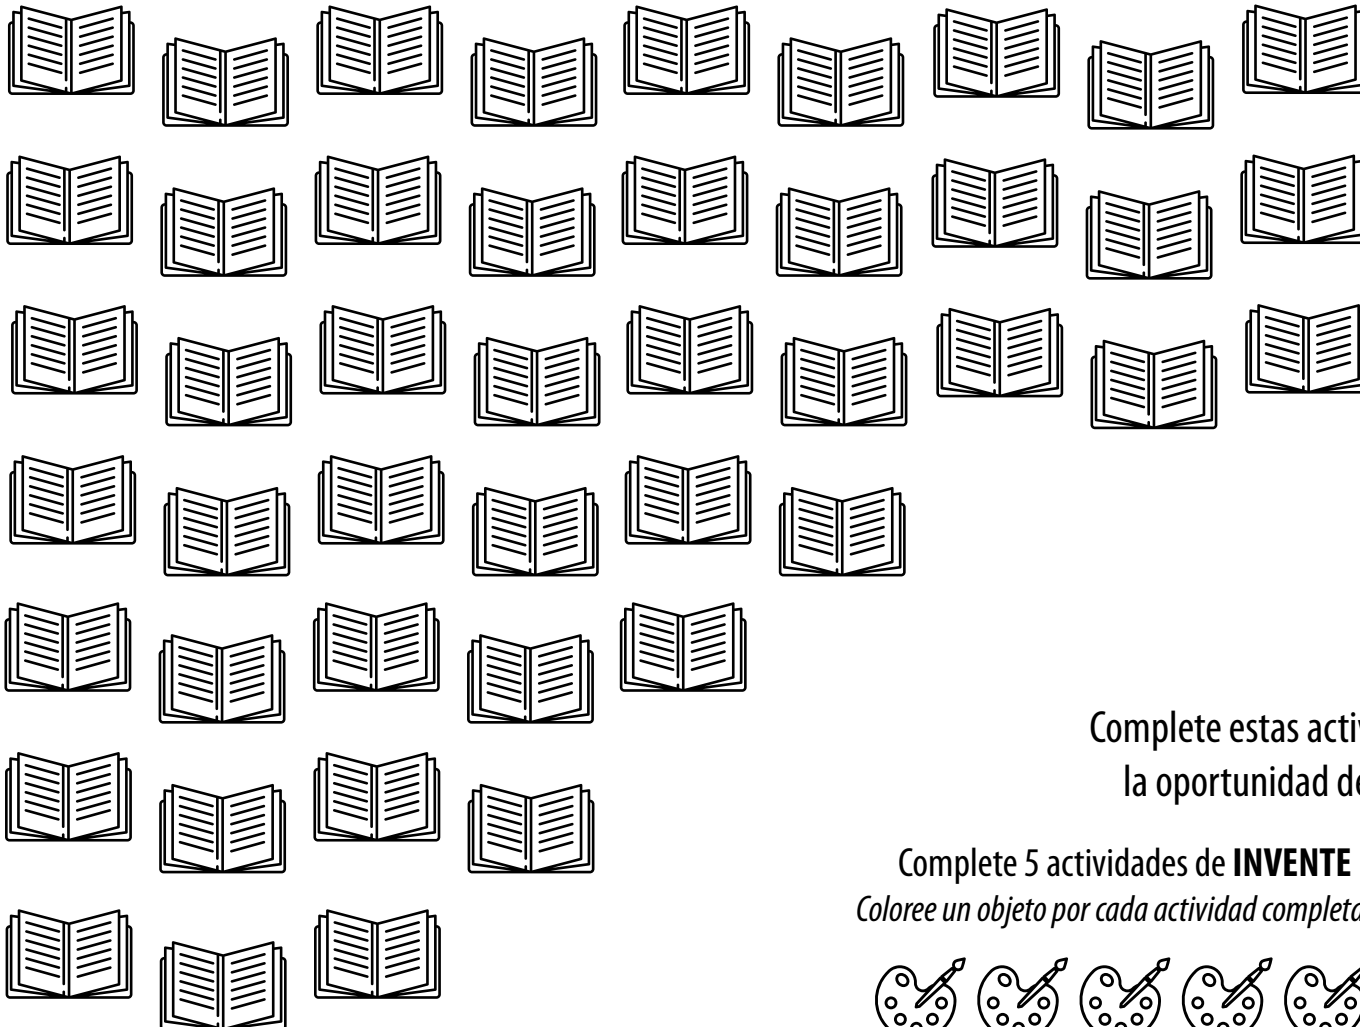 Complete estas
la oportunidad
Complete 5 actividades de INVENTE
Coloree un objeto por cada actividad